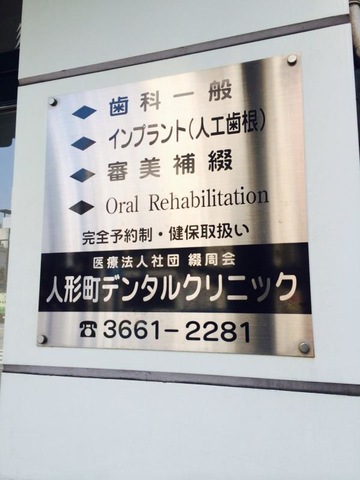 ◆ 歯科一般
◆ インプラント(人工歯根)
◆ 審美補綴
◆ Oral Rehabilitation
完全予約制・健保取扱い
医療法人社団 綴周会
人形町デンタルクリニック
☎3661-2281